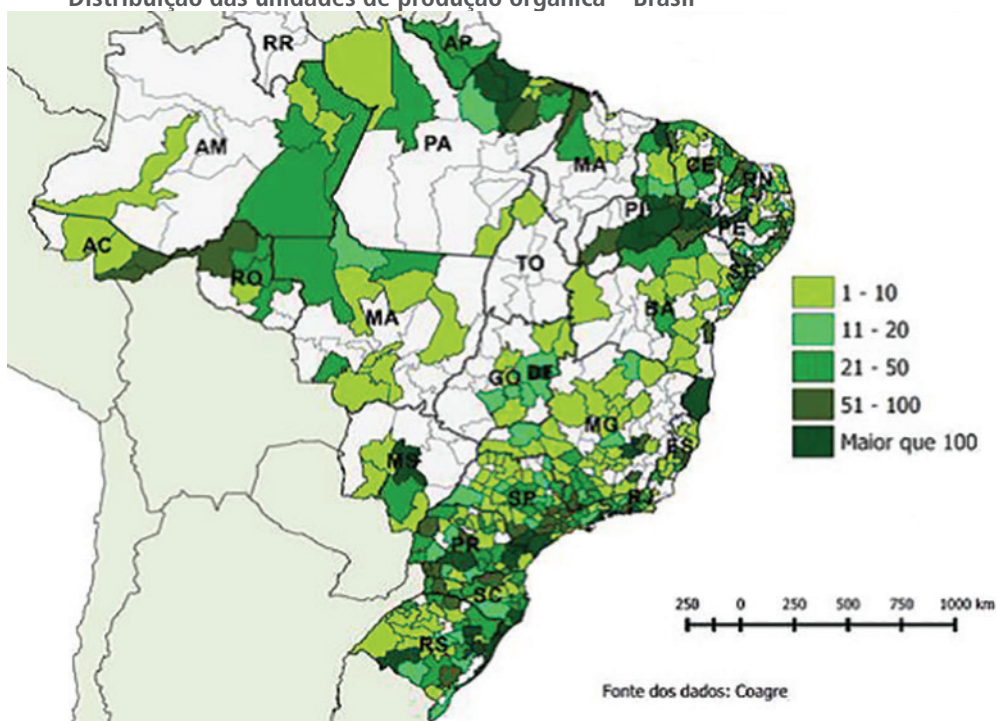 Distribuição das unidades de produção orgânica – Brasil
RR
AP
AM
PA
MA
CE
RN
PI
PE
AC
TO
SE
RO
BA
MA
GO
DF
MG
ES
MS
SP
RJ
PR
SC
RS
1 - 10
11 - 20
21 - 50
51 - 100
Maior que 100
250 0 250 500 750 1000 km
Fonte dos dados: Coagre